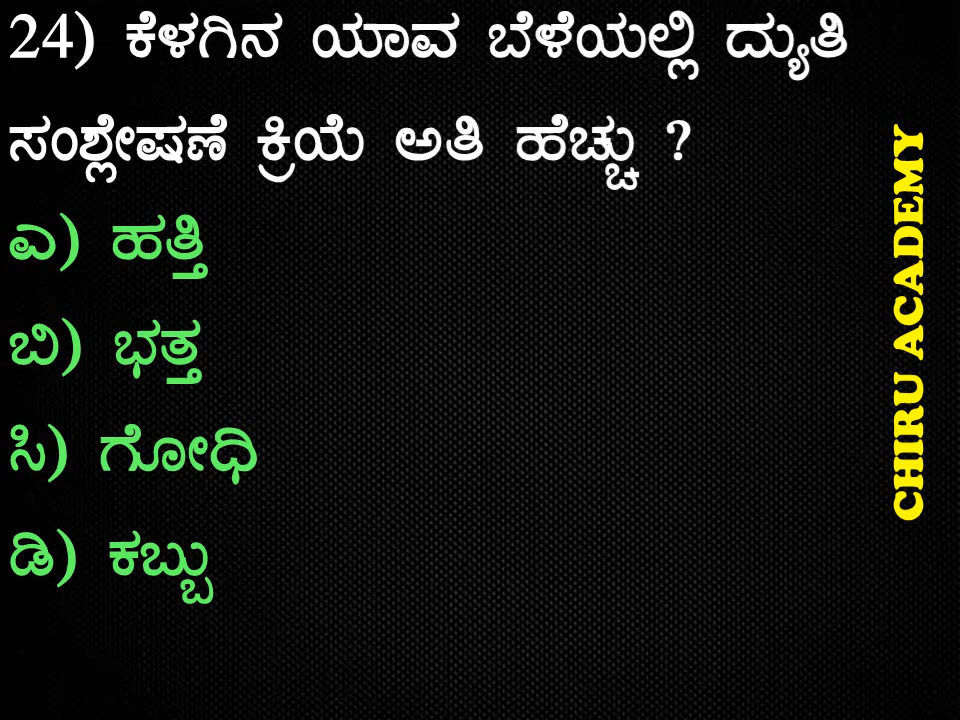 24) ಕೆಳಗಿನ ಯಾವ ಬೆಳೆಯಲ್ಲಿ ದ್ಯುತಿ
ಸಂಶ್ಲೇಷಣೆ ಕ್ರಿಯೆ ಅತಿ ಹೆಚ್ಚು ?
ಎ) ಹತ್ತಿ
ಬಿ) ಭತ್ತ
ಸಿ) ಗೋಧಿ
ಡಿ) ಕಬ್ಬು
CHIRU ACADEMY